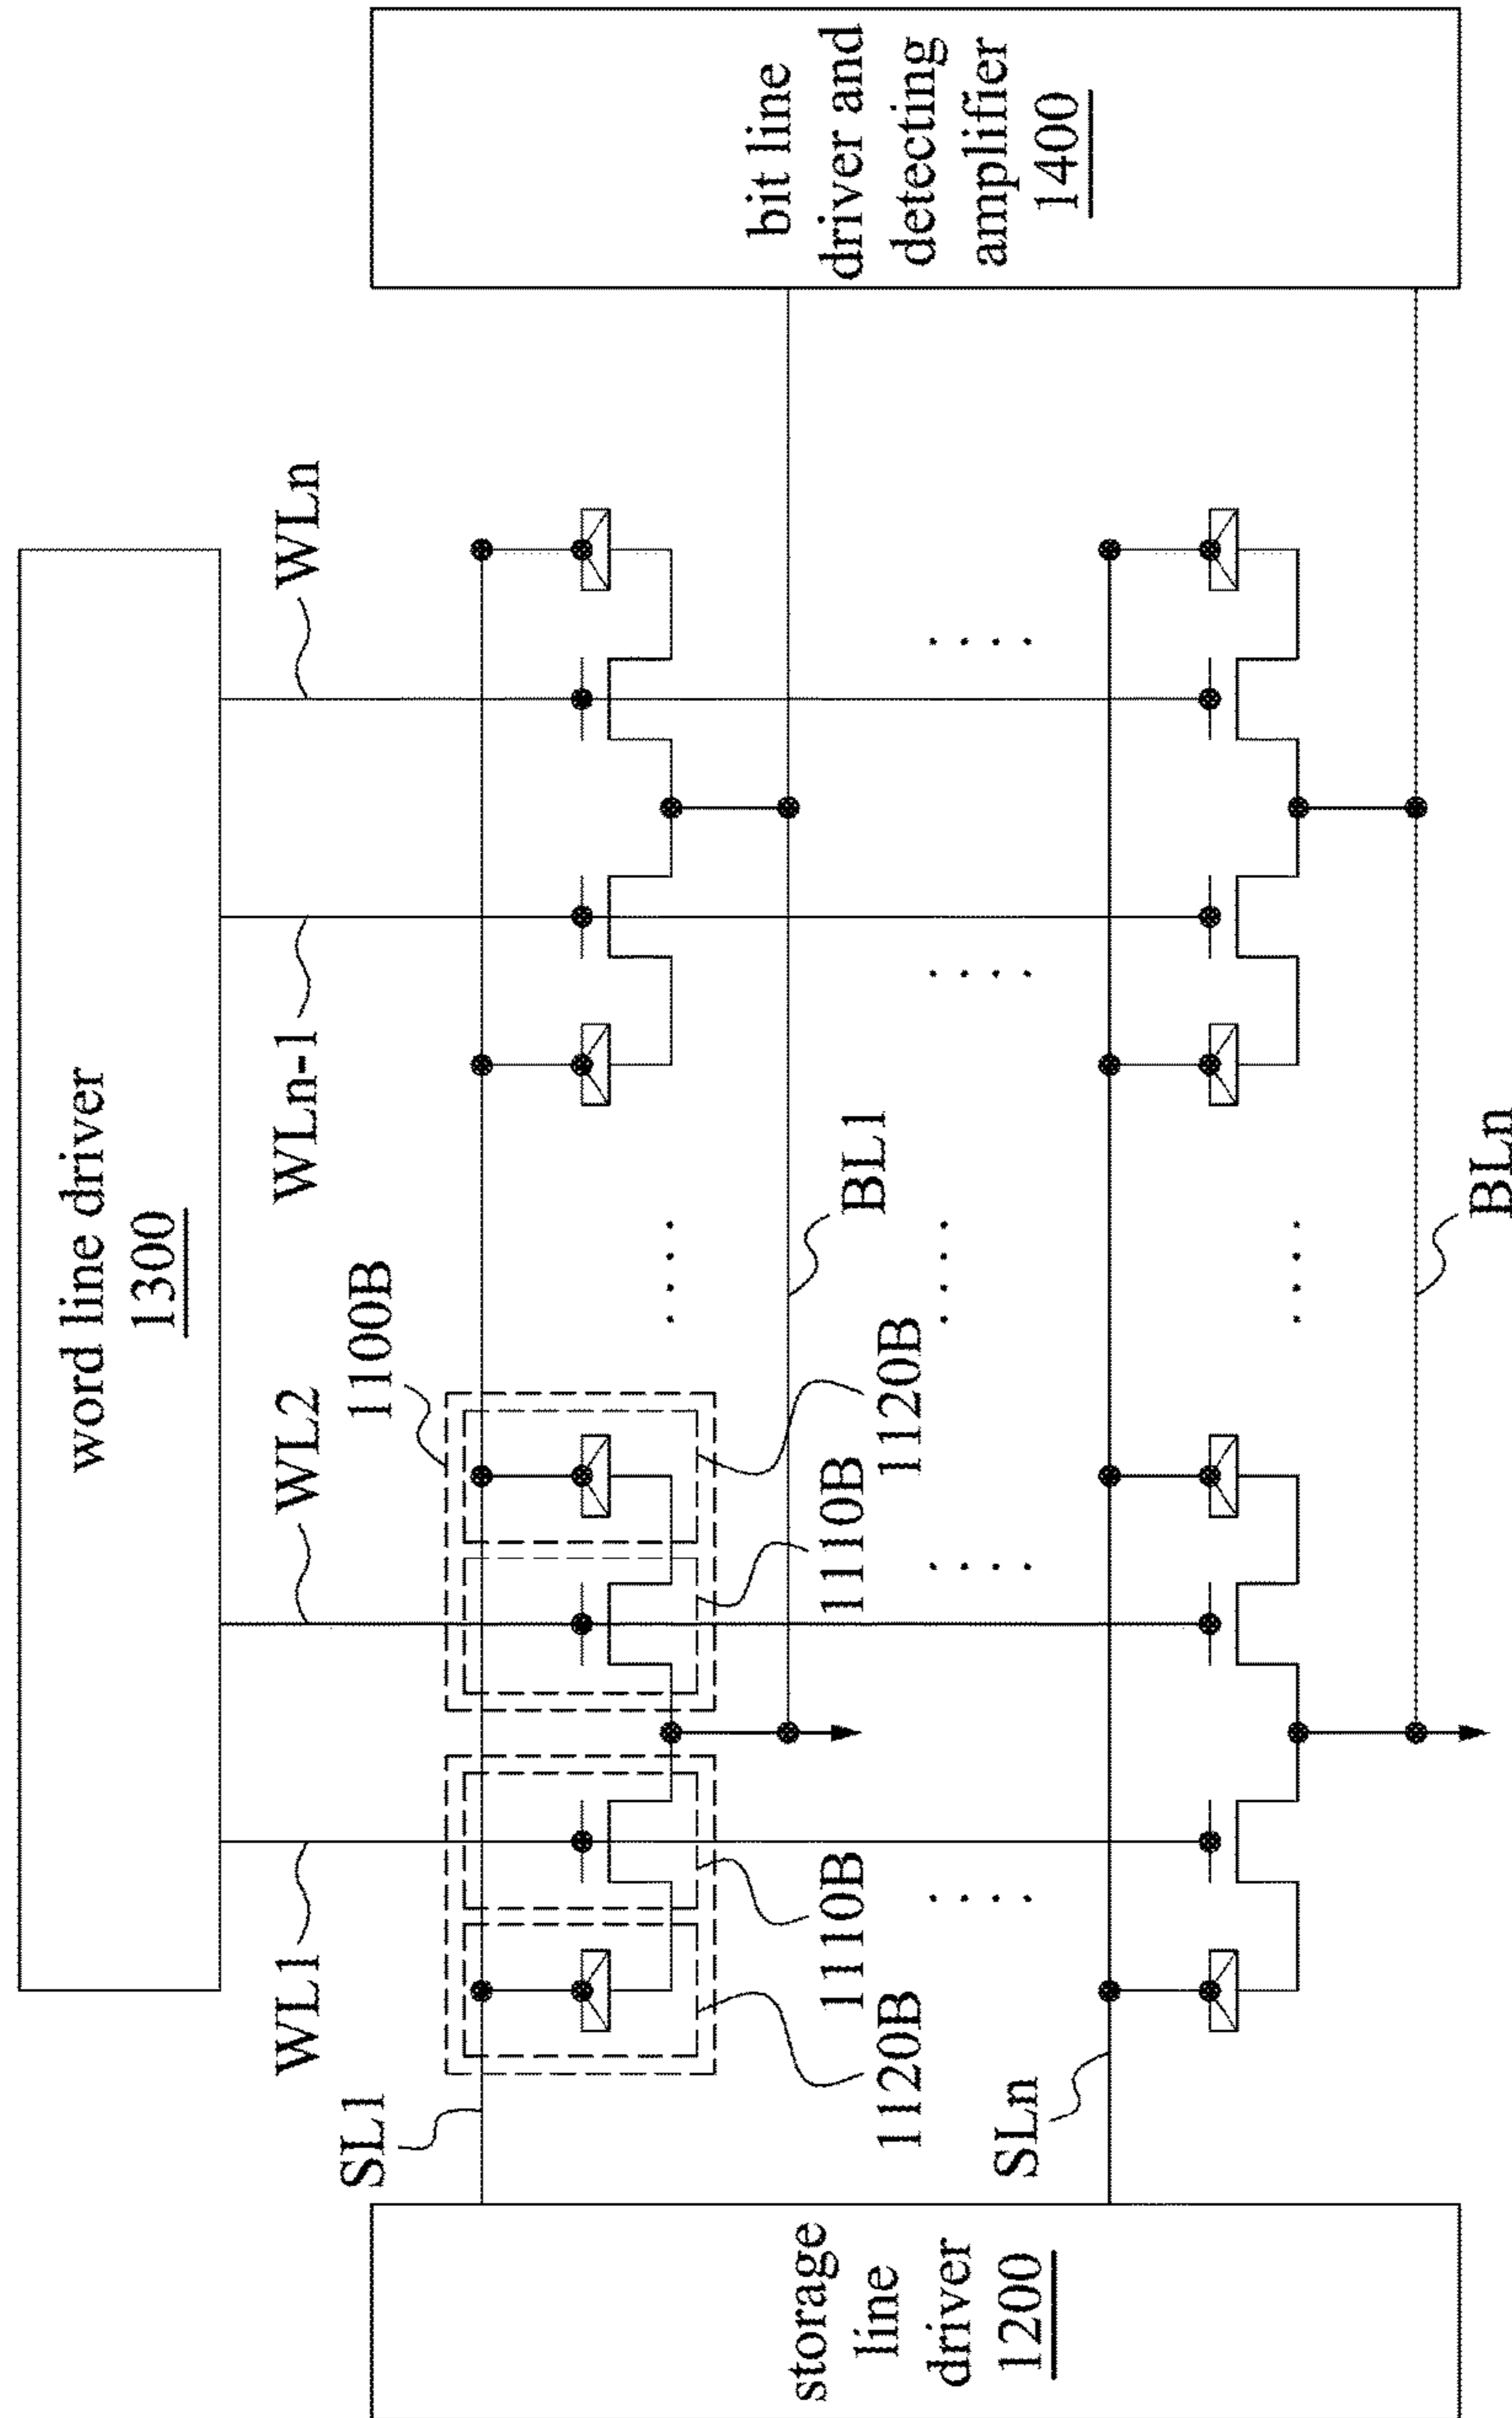 word line driver
1300
WL1
WL2
WLn-1
WLn
SL1
1100B
storage
line
driver
1200
bit line
driver and
detecting
amplifier
1400
1120B
1110B
1110B
1120B
BL1
SLn
BLn